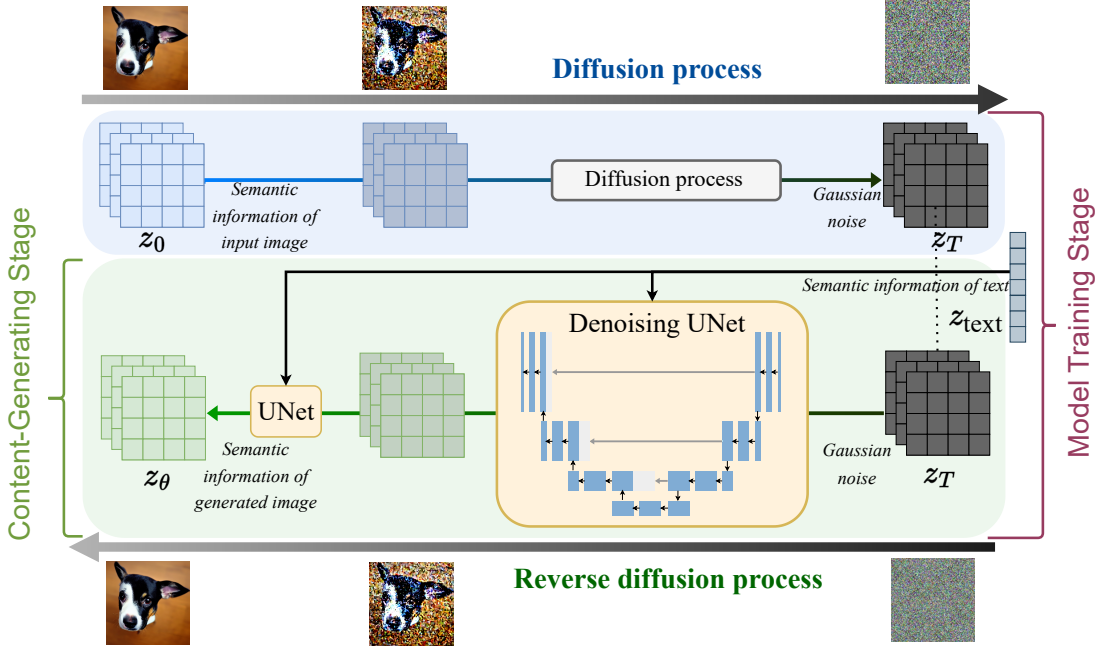 Diffusion process
Diffusion process
Semantic
information of
input image
Gaussian
noise
z_0
z_T
Content-Generating Stage
Model Training Stage
Semantic information of text
z_text
Denoising UNet
UNet
Semantic
information of
generated image
Gaussian
noise
z_θ
z_T
Reverse diffusion process